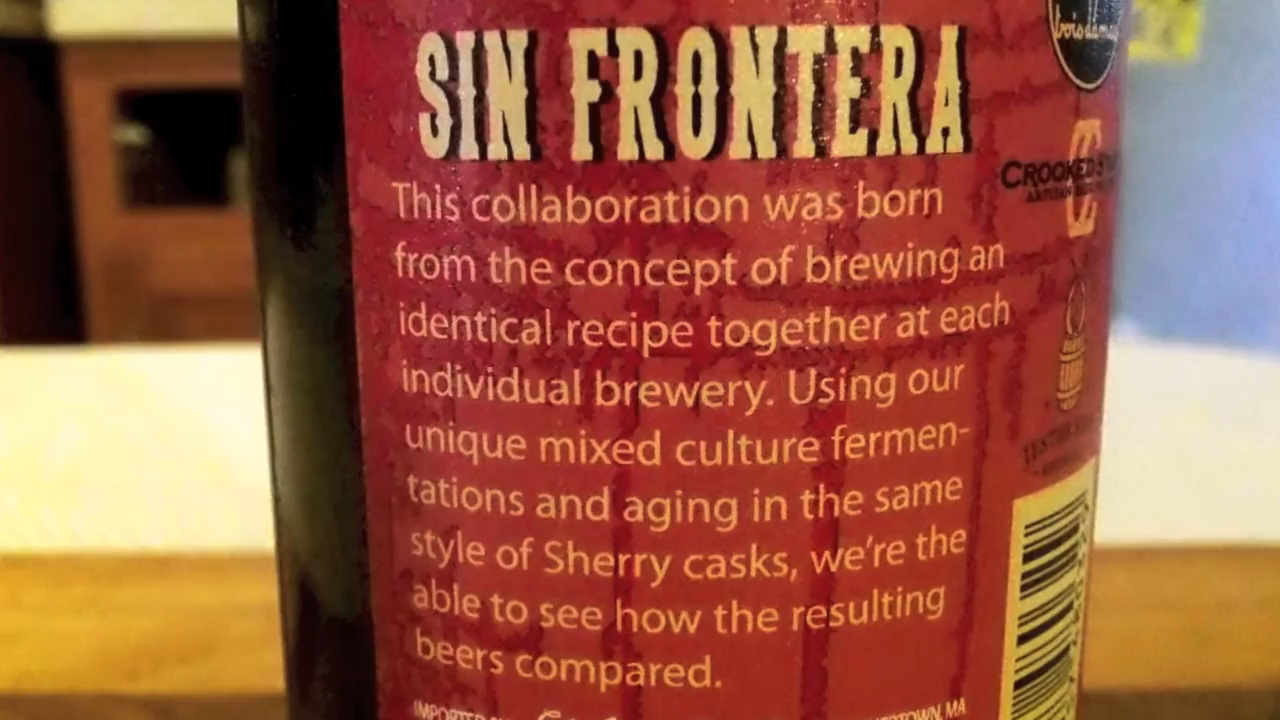 SIN FRONTERA
This collaboration was born
from the concept of brewing an
identical recipe together at each
individual brewery. Using our
unique mixed culture fermen-
tations and aging in the same
style of Sherry casks, we're the
able to see how the resulting
beers compared.
MA
CROOKED